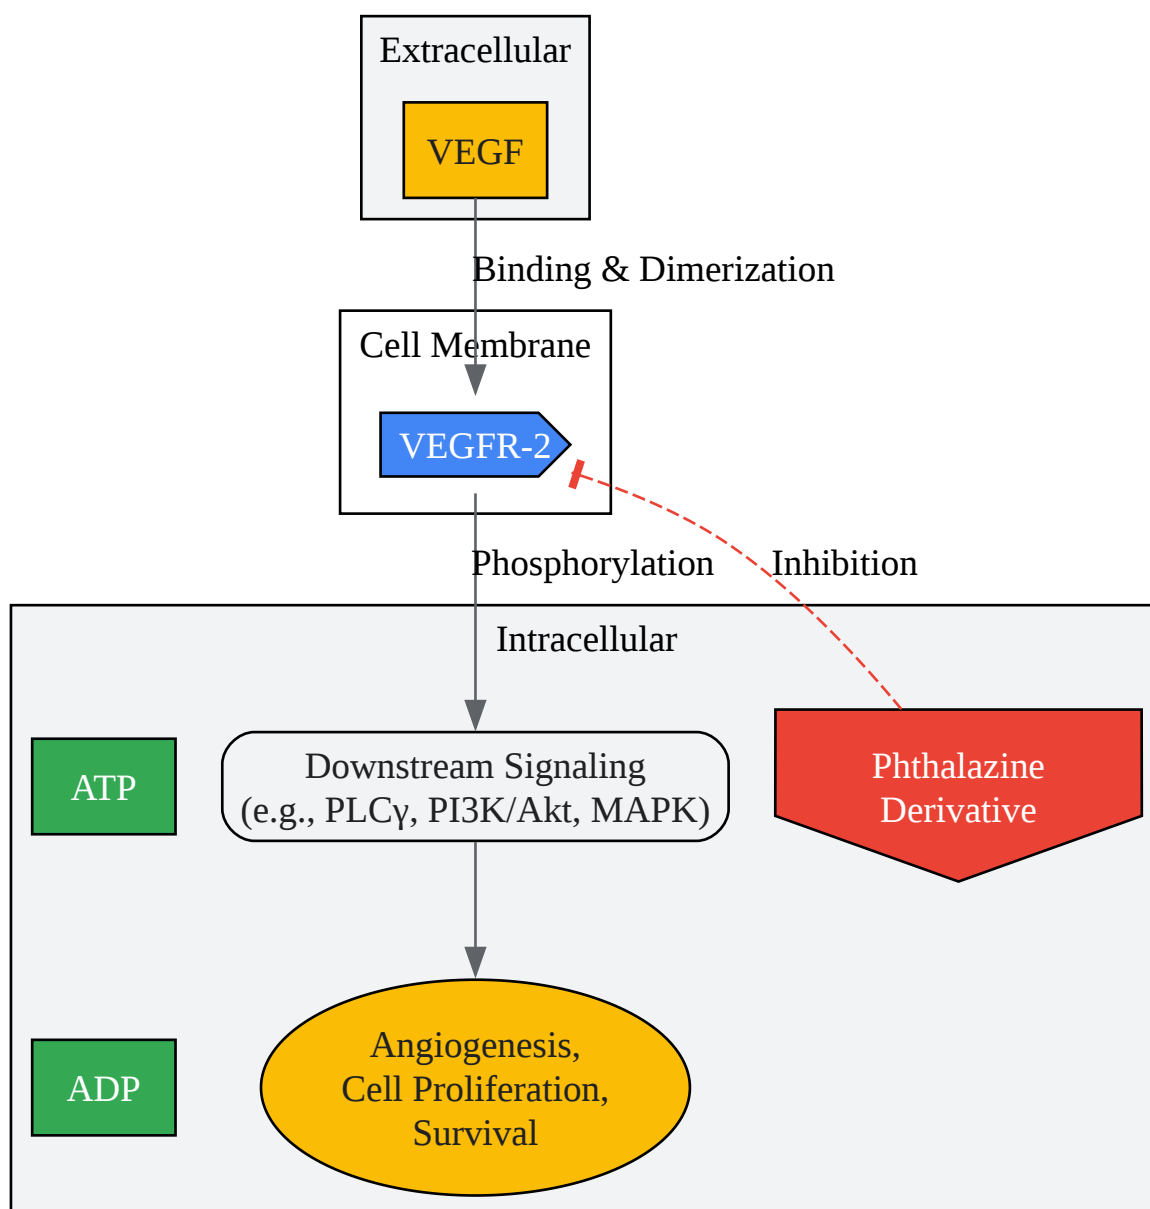 Extracellular
VEGF
Binding & Dimerization
Cell Membrane
VEGFR-2
Phosphorylation
Inhibition
Intracellular
ATP
Downstream Signaling
(e.g., PLCγ, PI3K/Akt, MAPK)
Phthalazine
Derivative
ADP
Angiogenesis,
Cell Proliferation,
Survival